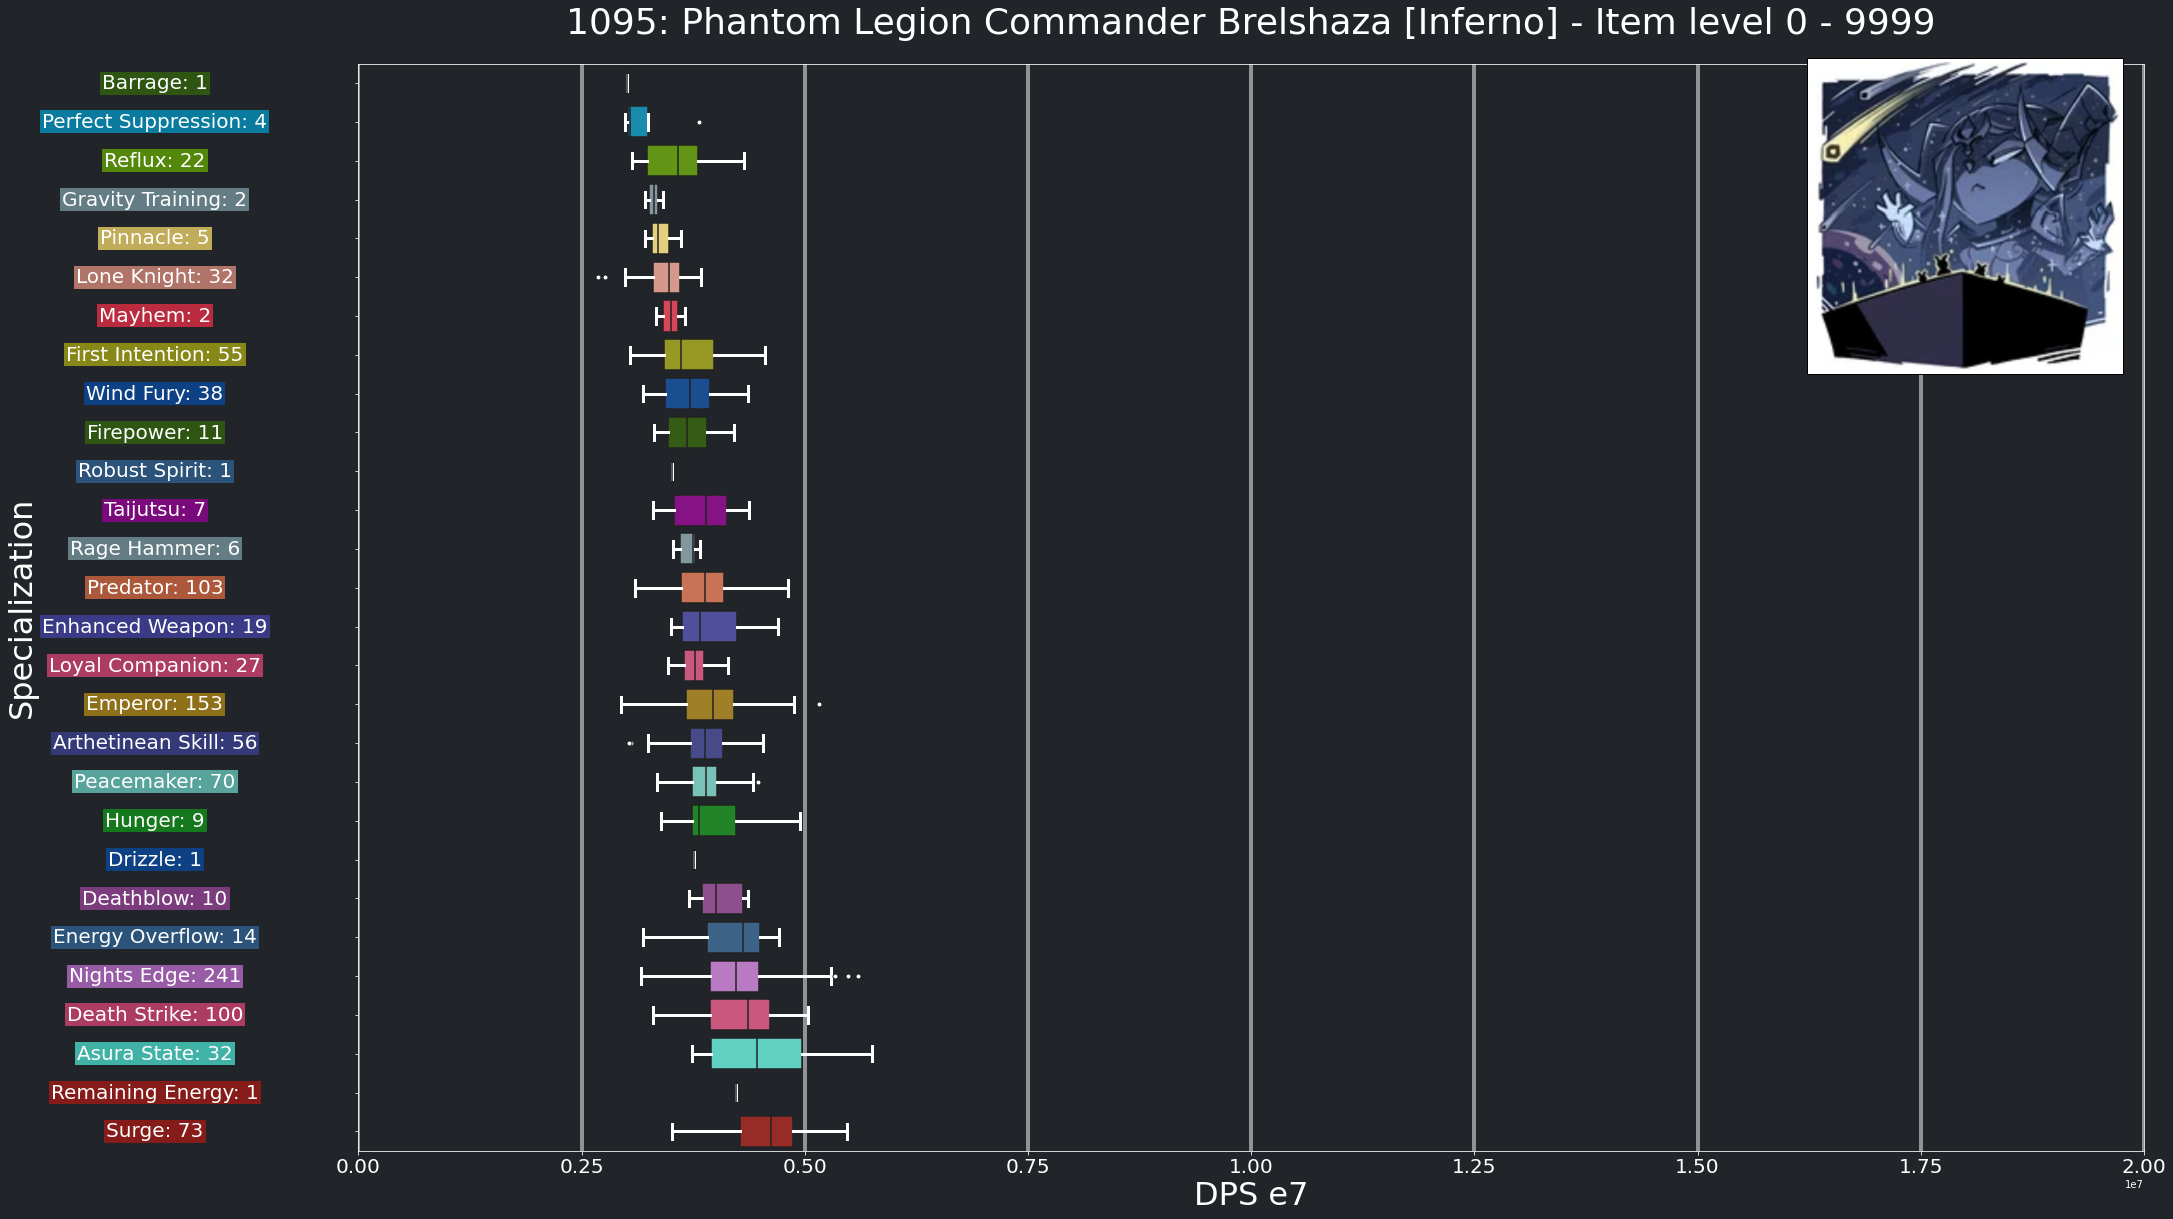 1095: Phantom Legion Commander Brelshaza [Inferno] - Item level 0 - 9999
Specialization
Barrage: 1
Perfect Suppression: 4
Reflux: 22
Gravity Training: 2
Pinnacle: 5
Lone Knight: 32
Mayhem: 2
First Intention: 55
Wind Fury: 38
Firepower: 11
Robust Spirit: 1
Taijutsu: 7
Rage Hammer: 6
Predator: 103
Enhanced Weapon: 19
Loyal Companion: 27
Emperor: 153
Arthetinean Skill: 56
Peacemaker: 70
Hunger: 9
Drizzle: 1
Deathblow: 10
Energy Overflow: 14
Nights Edge: 241
Death Strike: 100
Asura State: 32
Remaining Energy: 1
Surge: 73
0.00 0.25 0.50 0.75 1.00 1.25 1.50 1.75 2.00
1e7
DPS e7